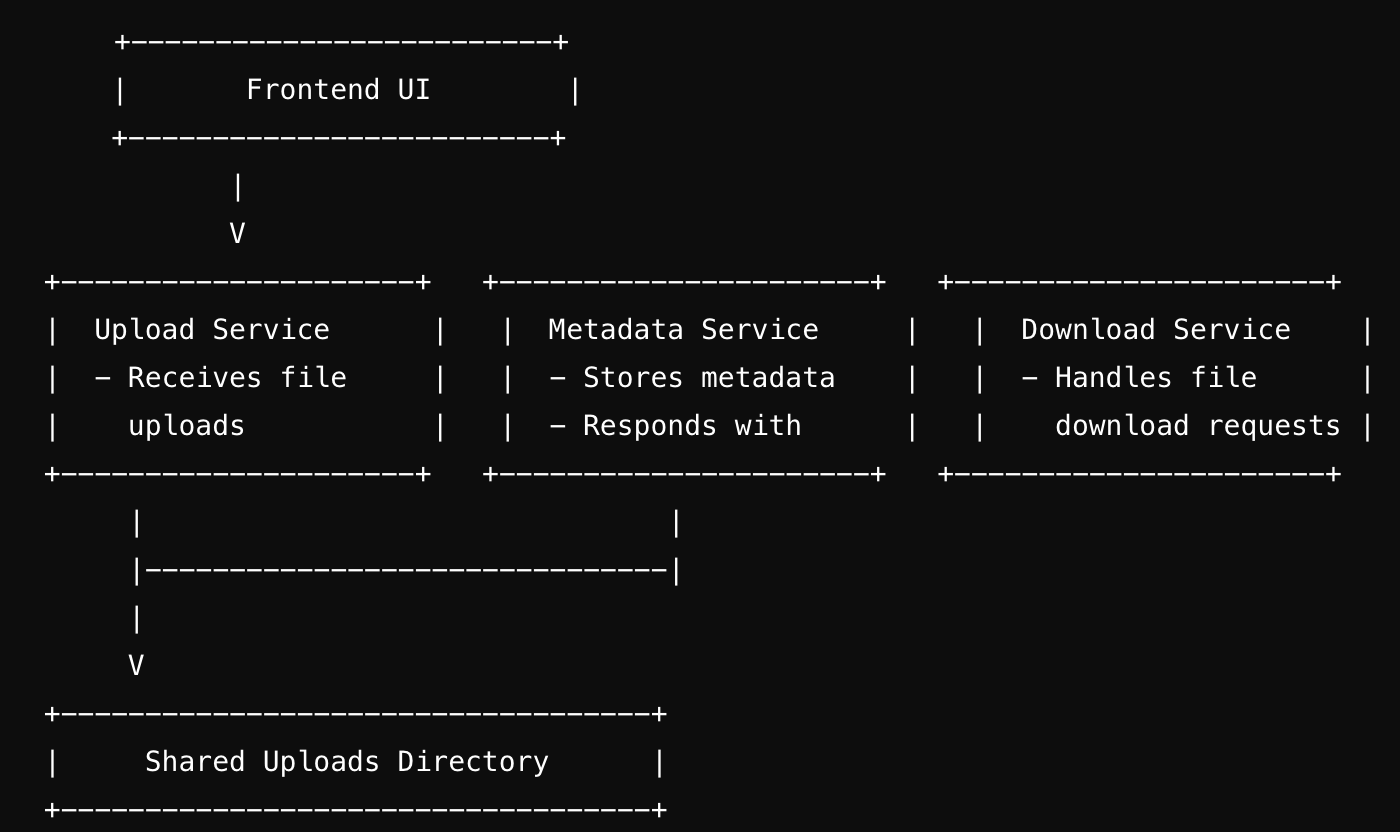 +-------------------------+
|       Frontend UI        |
+-------------------------+
|
V
+---------------------+   +----------------------+   +----------------------+
|  Upload Service      |   |  Metadata Service     |   |  Download Service    |
|  - Receives file     |   |  - Stores metadata    |   |  - Handles file      |
|    uploads           |   |  - Responds with      |   |    download requests |
+---------------------+   +----------------------+   +----------------------+
|                               |
|-------------------------------|
|
V
+-----------------------------------+
|     Shared Uploads Directory      |
+-----------------------------------+